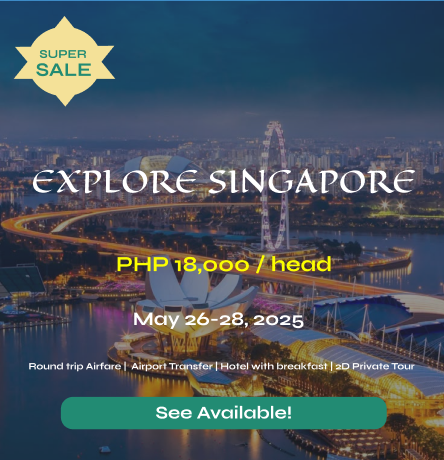 SUPER
SALE
EXPLORE SINGAPORE
PHP 18,000 / head
May 26-28, 2025
Round trip Airfare | Airport Transfer | Hotel with breakfast | 2D Private Tour
See Available!